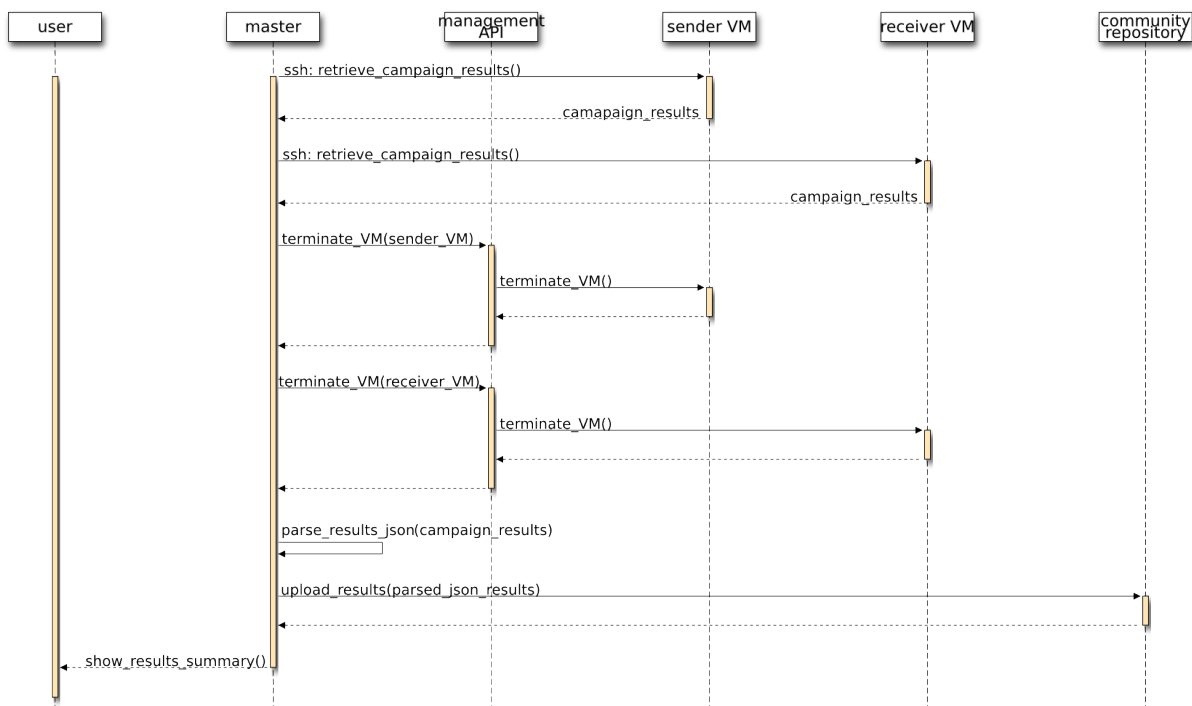 user
master
management
API
sender VM
receiver VM
community
repository
ssh: retrieve_campaign_results()
camapaign_results
ssh: retrieve_campaign_results()
campaign_results
terminate_VM(sender_VM)
terminate_VM()
terminate_VM(receiver_VM)
terminate_VM()
parse_results_json(campaign_results)
upload_results(parsed_json_results)
show_results_summary()